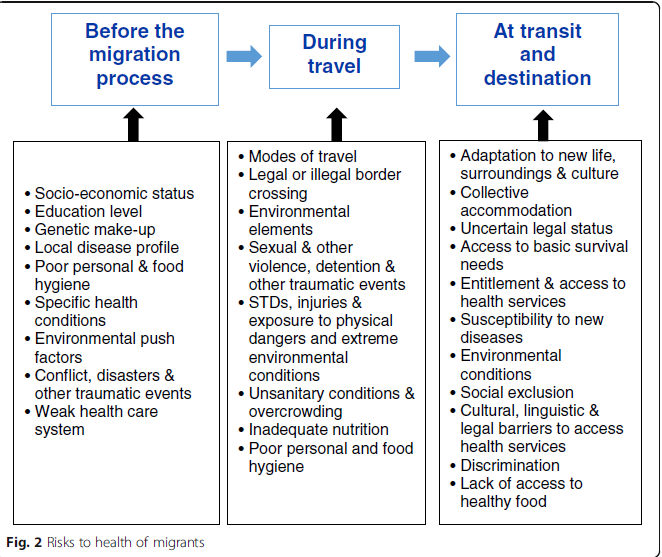 Before the
migration
process
During
travel
At transit
and
destination
• Socio-economic status
• Education level
• Genetic make-up
• Local disease profile
• Poor personal & food
hygiene
• Specific health
conditions
• Environmental push
factors
• Conflict, disasters &
other traumatic events
• Weak health care
system
• Modes of travel
• Legal or illegal border
crossing
• Environmental
elements
• Sexual & other
violence, detention &
other traumatic events
• STDs, injuries &
exposure to physical
dangers and extreme
environmental
conditions
• Unsanitary conditions &
overcrowding
• Inadequate nutrition
• Poor personal and food
hygiene
• Adaptation to new life,
surroundings & culture
• Collective
accommodation
• Uncertain legal status
• Access to basic survival
needs
• Entitlement & access to
health services
• Susceptibility to new
diseases
• Environmental
conditions
• Social exclusion
• Cultural, linguistic &
legal barriers to access
health services
• Discrimination
• Lack of access to
healthy food
Fig. 2 Risks to health of migrants